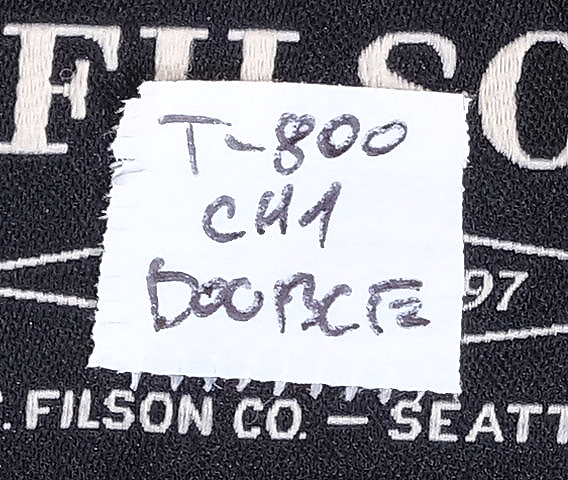 FILSO
T-800
CH1
DOOBCE
97
C. FILSON CO. — SEATT